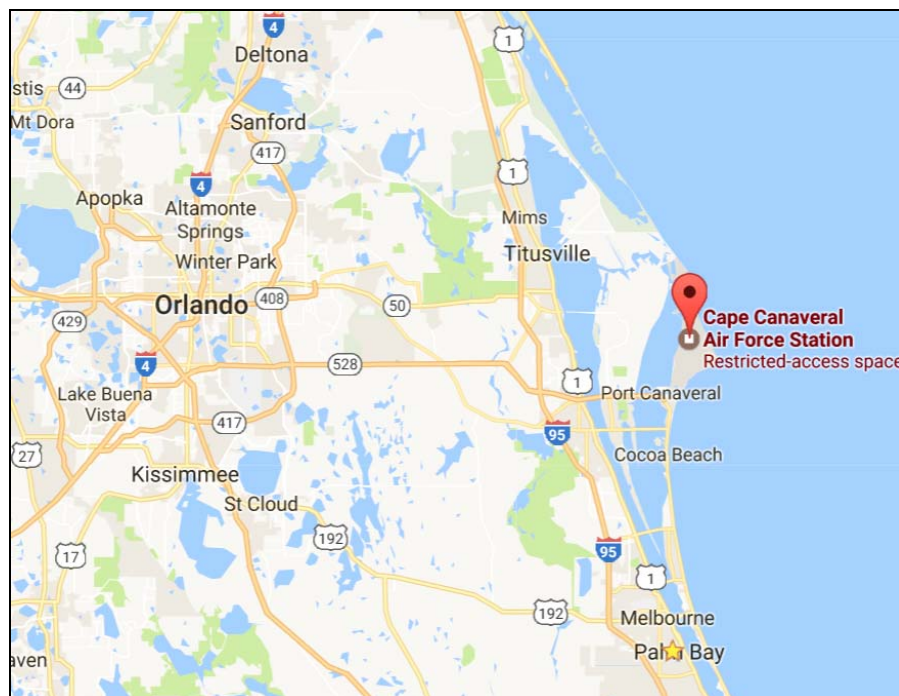 4
1
Deltona
stis
44
Mt Dora
Sanford
417
4
1
Apopka
Altamonte
Springs
Mims
Winter Park
Titusville
Orlando
408
50
429
Cape Canaveral
Air Force Station
Restricted-access space
4
528
Lake Buena
Vista
1
Port Canaveral
417
95
27
Cocoa Beach
Kissimmee
St Cloud
192
17
95
1
192
Melbourne
Palm Bay
aven